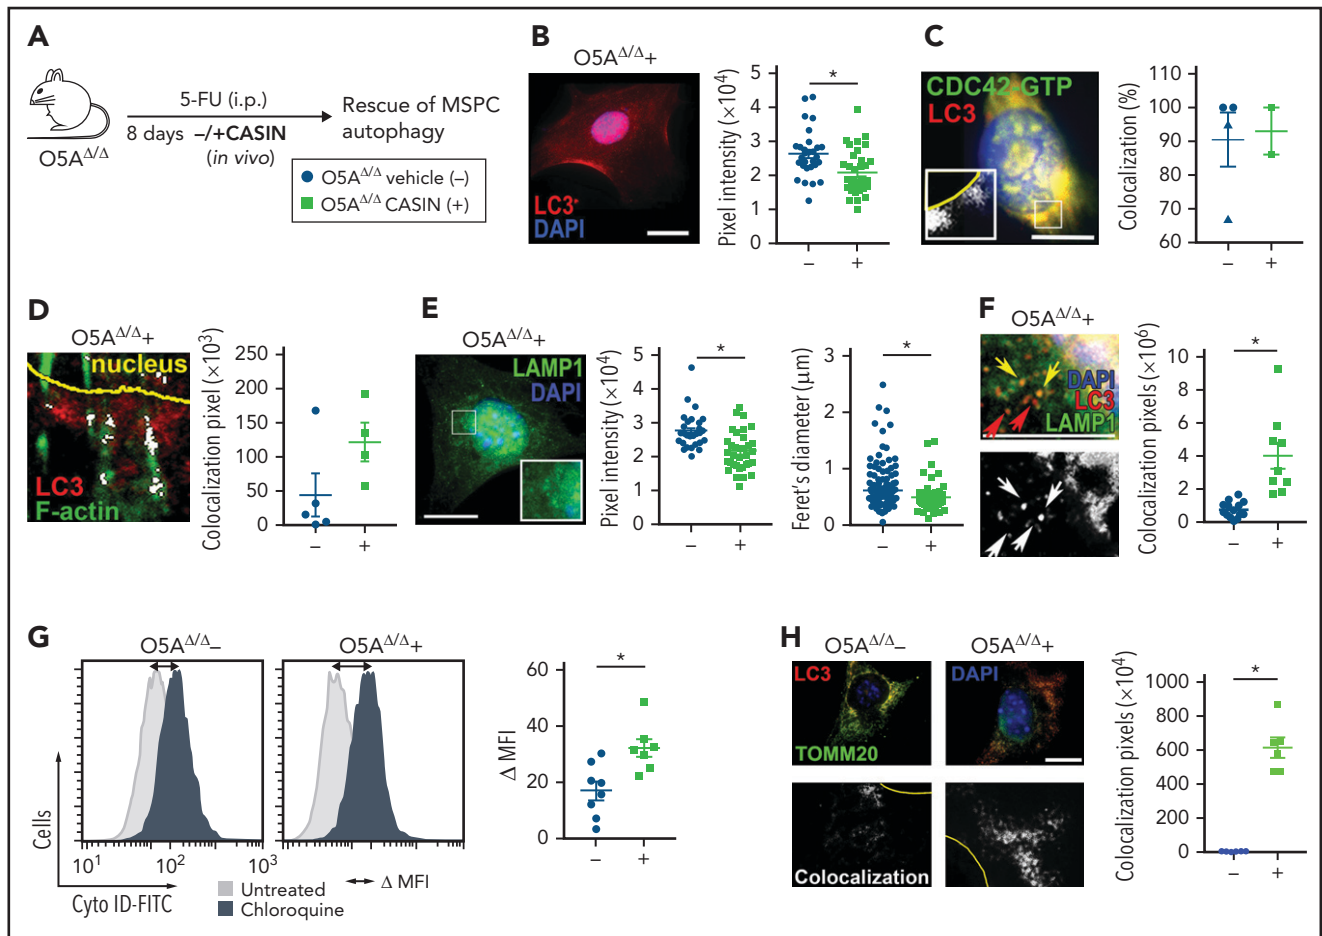 A
5-FU (i.p.)
8 days –/+CASIN
(in vivo)
Rescue of MSPC
autophagy
O5AΔ/Δ
O5AΔ/Δ vehicle (–)
O5AΔ/Δ CASIN (+)
B
O5AΔ/Δ+
LC3+
DAPI
Pixel intensity (×10⁴)
5
4
3
2
1
0
*
–
+
C
CDC42-GTP
LC3
Colocalization (%)
110
100
90
80
70
60
–
+
D
O5AΔ/Δ+
nucleus
LC3
F-actin
Colocalization pixel (×10³)
250
200
150
100
50
0
–
+
E
O5AΔ/Δ+
LAMP1
DAPI
Pixel intensity (×10⁴)
5
4
3
2
1
0
*
–
+
Feret's diameter (μm)
3
2
1
0
*
–
+
F
O5AΔ/Δ+
DAPI
LC3
LAMP1
Colocalization pixels (×10⁶)
10
8
6
4
2
0
*
–
+
G
O5AΔ/Δ–
O5AΔ/Δ+
Cells
10¹
10²
10³
Cyto ID-FITC
Untreated
Chloroquine
Δ MFI
Δ MFI
60
40
20
0
*
–
+
H
O5AΔ/Δ–
O5AΔ/Δ+
LC3
TOMM20
DAPI
Colocalization
Colocalization pixels (×10⁴)
1000
800
600
400
200
0
*
–
+